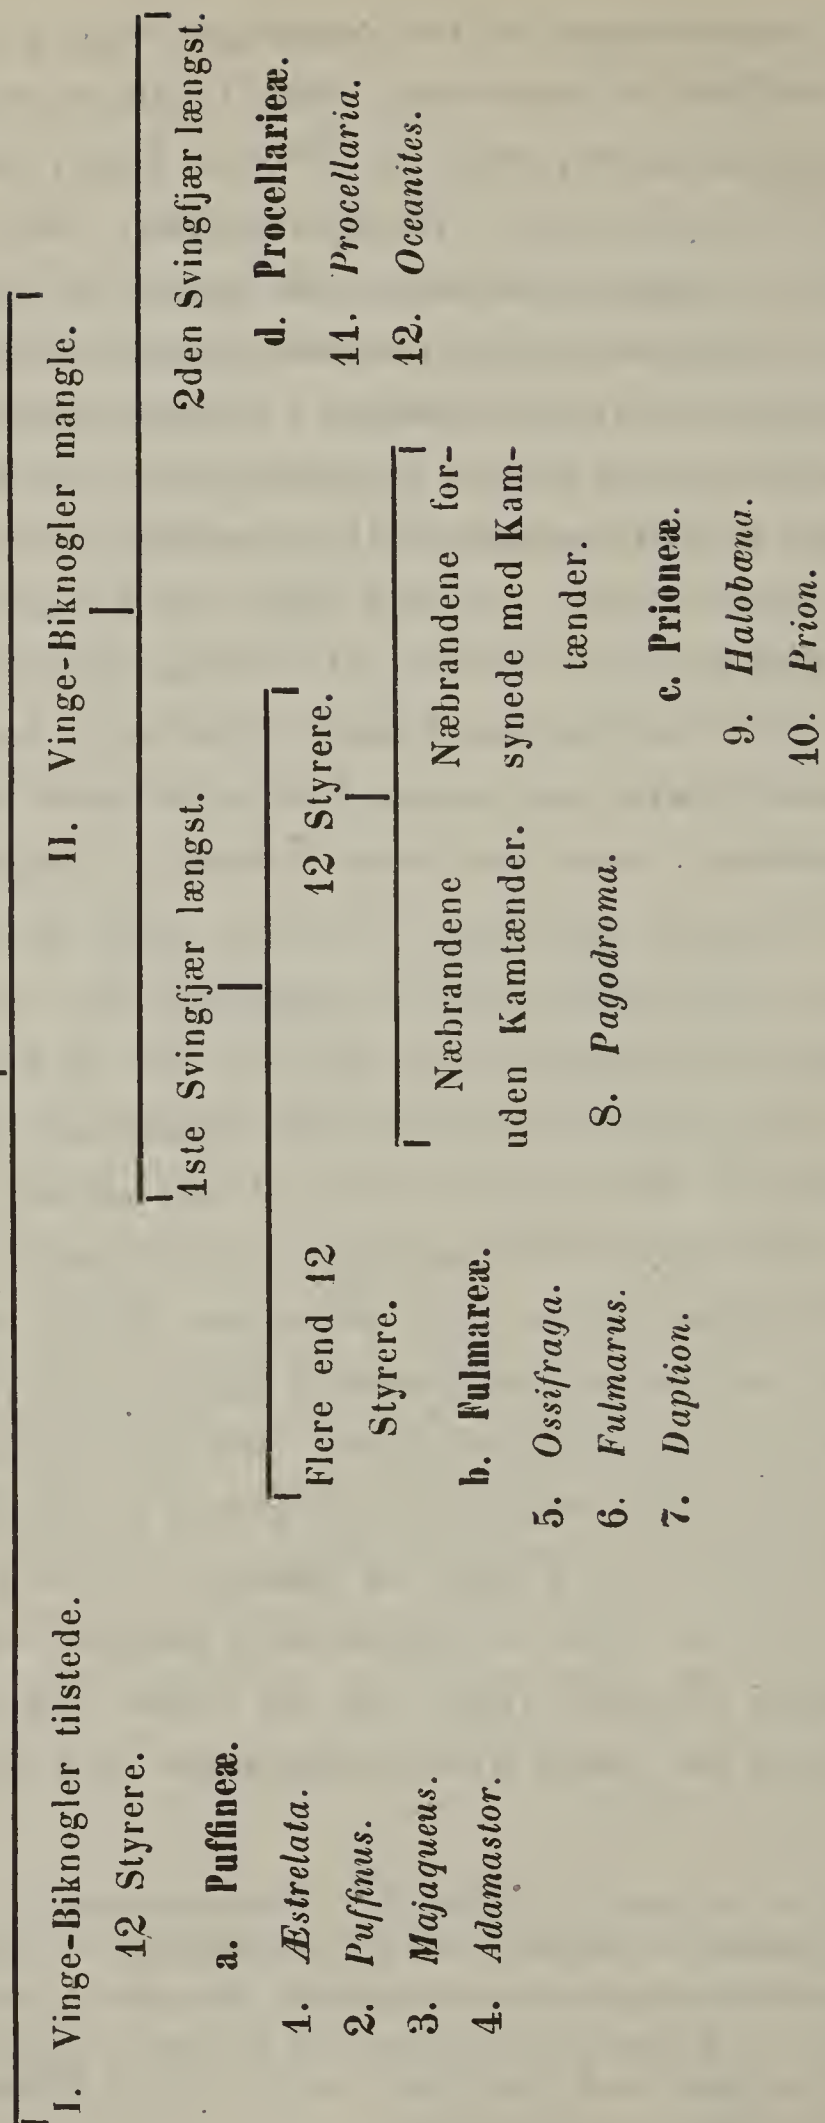 I. Vinge-Biknogler tilstede.
12 Styrere.
a. Puffineæ.
1. Æstrelata.
2. Puffinus.
3. Majaqueus.
4. Adamastor.
II. Vinge-Biknogler mangle.
1ste Svingfjær længst.
Flere end 12
Styrere.
b. Fulmareæ.
5. Ossifraga.
6. Fulmarus.
7. Daption.
12 Styrere.
Næbrandene
uden Kamtænder.
8. Pagodroma.
Næbrandene for-
synede med Kam-
tænder.
c. Prioneæ.
9. Halobæna.
10. Prion.
2den Svingfjær længst.
d. Procellarieæ.
11. Procellaria.
12. Oceanites.